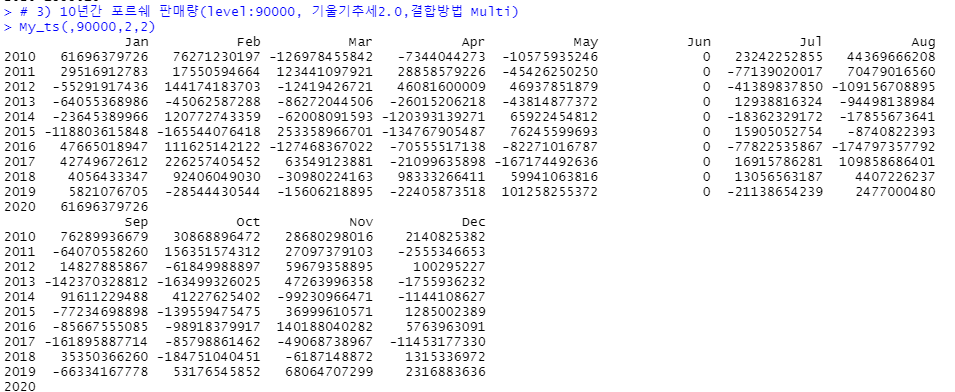 > # 3) 10년간 포르쉐 판매량(level:90000, 기울기추세2.0,결합방법 Multi)
> My_ts(,90000,2,2)
Jan Feb Mar Apr May Jun Jul Aug
2010 61696379726 76271230197 -126978455842 -7344044273 -10575935246 0 23242252855 44369666208
2011 29516912783 17550594664 123441097921 28858579226 -45426250250 0 -77139020017 70479016560
2012 -55291917436 144174183703 -12419426721 46081600009 46937851879 0 -41389837850 -109156708895
2013 -64055368986 -45062587288 -86272044506 -26015206218 -43814877372 0 12938816324 -94498138984
2014 -23645389966 120772743359 -62008091593 -120393139271 65922454812 0 -18362329172 -17855673641
2015 -118803615848 -165544076418 253358966701 -134767905487 76245599693 0 15905052754 -8740822393
2016 47665018947 111625142122 -127468367022 -70555517138 -82271016787 0 -77822535867 -174797357792
2017 42749672612 226257405452 63549123881 -21099635898 -167174492636 0 16915786281 109858686401
2018 4056433347 92406049030 -30980224163 98333266411 59941063816 0 13056563187 4407226237
2019 5821076705 -28544430544 -15606218895 -22405873518 101258255372 0 -21138654239 2477000480
2020 61696379726
Sep Oct Nov Dec
2010 76289936679 30868896472 28680298016 2140825382
2011 -64070558260 156351574312 27097379103 -2555346653
2012 14827885867 -61849988897 59679358895 100295227
2013 -142370328812 -163499326025 47263996358 -1755936232
2014 91611229488 41227625402 -99230966471 -1144108627
2015 -77234698898 -139559475475 36999610571 1285002389
2016 -85667555085 -98918379917 140188040282 5763963091
2017 -161895887714 -85798861462 -49068738967 -11453177330
2018 35350366260 -184751040451 -6187148872 1315336972
2019 -66334167778 53176545852 68064707299 2316883636
2020